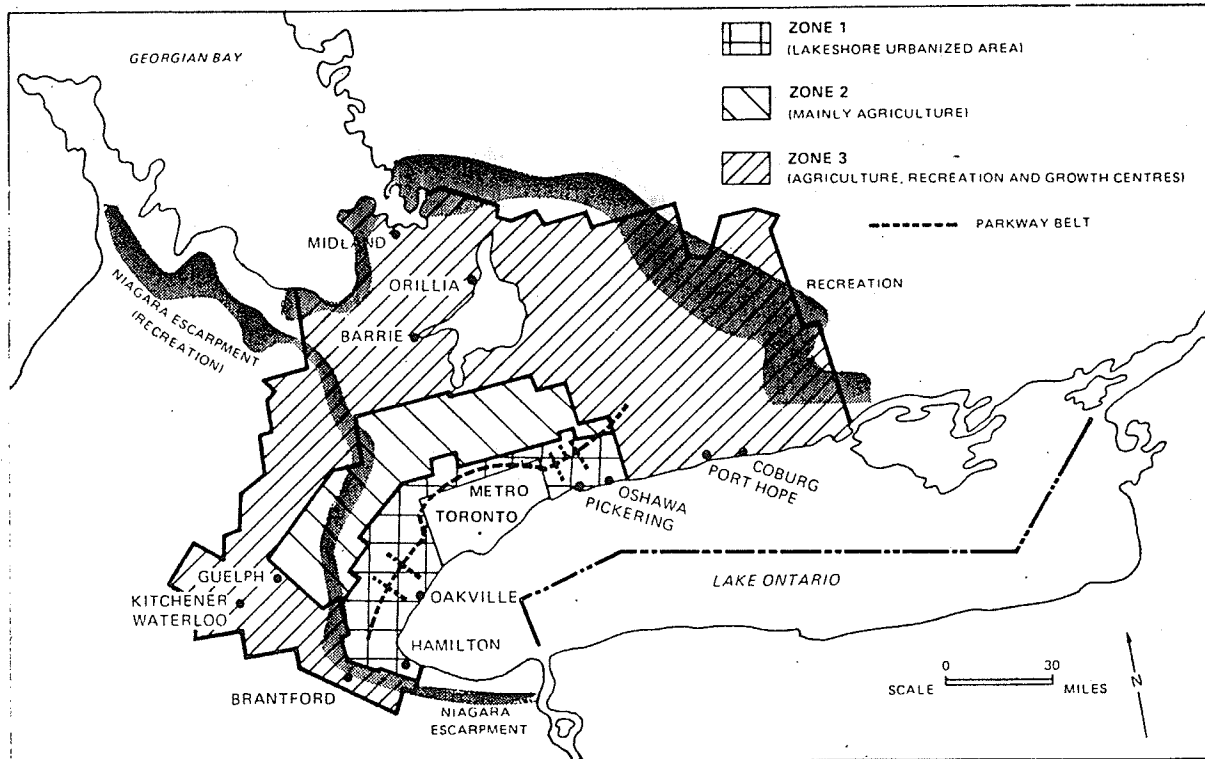 GEORGIAN BAY
ZONE 1
(LAKESHORE URBANIZED AREA)
ZONE 2
(MAINLY AGRICULTURE)
ZONE 3
(AGRICULTURE, RECREATION AND GROWTH CENTRES)
PARKWAY BELT
MIDLAND
ORILLIA
RECREATION
NIAGARA ESCARPMENT
(RECREATION)
BARRIE
METRO
TORONTO
OSHAWA
PICKERING
COBURG
PORT HOPE
GUELPH
KITCHENER
WATERLOO
OAKVILLE
LAKE ONTARIO
HAMILTON
BRANTFORD
NIAGARA
ESCARPMENT
0 30
SCALE MILES
N